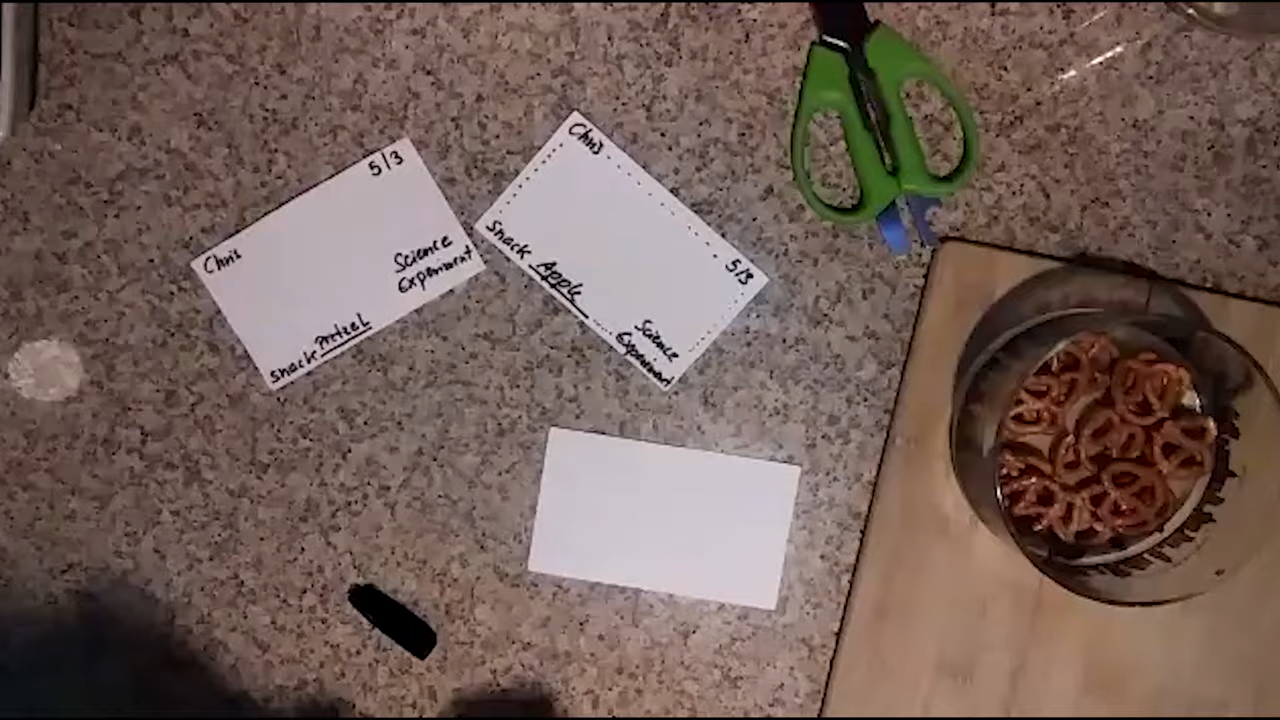 Chris
5/3
Science
Experiment
Snack Pretzel
Chris
5/3
Snack Apple
Science
Experiment